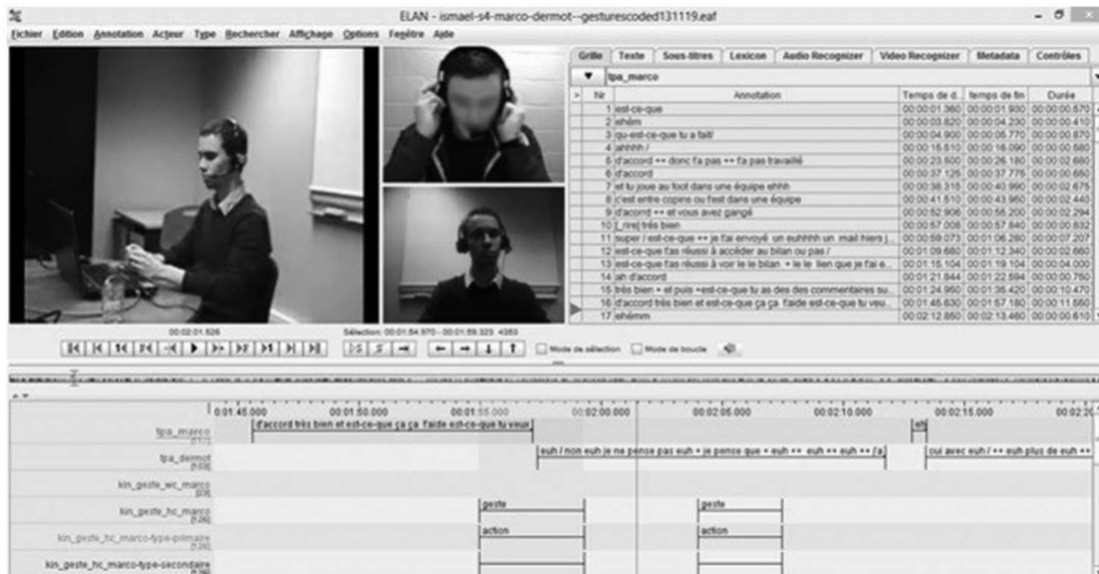 ELAN - ismael-s4-marco-dermot--gesturescoded131119.eaf
Fichier Edition Annotation Acteur Type Rechercher Affichage Options Fenêtre Aide
Grille Texte Sous-titres Lexicon Audio Recognizer Video Recognizer Metadata Contrôles
tpa_marco
> Nr Annotation Temps de d... temps de fin Durée
1 est-ce-que 00:00:01.360 00:00:01.930 00:00:00.570
2 ehém 00:00:03.820 00:00:04.230 00:00:00.410
3 qu-est-ce-que tu a fait/ 00:00:04.900 00:00:05.770 00:00:00.870
4 ahhhhh / 00:00:15.510 00:00:16.090 00:00:00.580
5 d'accord ++ donc t'a pas ++ t'a pas travaillé 00:00:23.500 00:00:26.180 00:00:02.680
6 d'accord 00:00:37.125 00:00:37.775 00:00:00.650
7 et tu joue au foot dans une équipe ehhh 00:00:38.315 00:00:40.990 00:00:02.675
8 c'est entre copins ou t'est dans une équipe 00:00:41.510 00:00:43.950 00:00:02.440
9 d'acorrd ++ et vous avez gangé 00:00:52.906 00:00:55.200 00:00:02.294
10 [_rire] très bien 00:00:57.008 00:00:57.840 00:00:00.832
11 super / est-ce-que ++ je t'ai envoyé un euhhhh un mail hiers j... 00:00:59.073 00:01:06.280 00:00:07.207
12 est-ce-que t'as réussi à accéder au bilan ou pas / 00:01:09.680 00:01:12.340 00:00:02.660
13 est-ce-que t'as réussi à voir le le bilan + le le lien que je t'ai e... 00:01:15.104 00:01:19.104 00:00:04.000
14 ah d'accord 00:01:21.844 00:01:22.594 00:00:00.750
15 très bien + et puis +est-ce-que tu as des des commentaires su... 00:01:24.950 00:01:35.420 00:00:10.470
16 d'accord très bien et est-ce-que ça ça t'aide est-ce-que tu veu... 00:01:45.630 00:01:57.180 00:00:11.550
17 ehémm 00:02:12.850 00:02:13.460 00:00:00.610
00:02:01.526 Sélection: 00:01:54.970 - 00:01:59.323 4353
Mode de sélection Mode de boucle
0:01:45.000 00:01:50.000 00:01:55.000 00:02:00.000 00:02:05.000 00:02:10.000 00:02:15.000 00:02:20
tpa_marco d'accord très bien et est-ce-que ça ça t'aide est-ce-que tu veux eh
tpa_dermot euh / non euh je ne pense pas euh + je pense que + euh ++ euh ++ euh ++ j'a oui avec euh / ++ euh plus de euh ++
[103]
kin_geste_wc_marco
kin_geste_hc_marco geste geste
[126]
kin_geste_hc_marco-type-primaire action action
[126]
kin_geste_hc_marco-type-secondaire